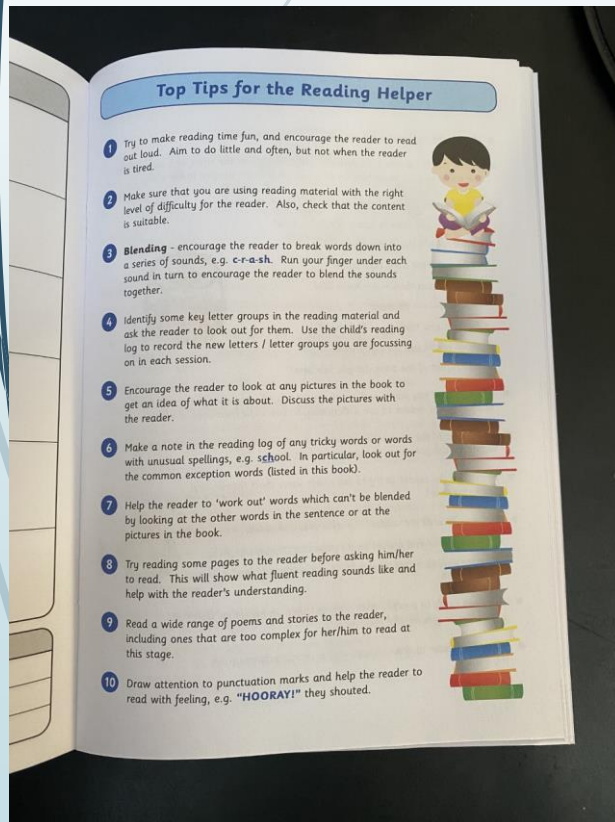 Top Tips for the Reading Helper
1 Try to make reading time fun, and encourage the reader to read
out loud. Aim to do little and often, but not when the reader
is tired.
2 Make sure that you are using reading material with the right
level of difficulty for the reader. Also, check that the content
is suitable.
3 Blending - encourage the reader to break words down into
a series of sounds, e.g. c-r-a-sh. Run your finger under each
sound in turn to encourage the reader to blend the sounds
together.
4 Identify some key letter groups in the reading material and
ask the reader to look out for them. Use the child's reading
log to record the new letters / letter groups you are focussing
on in each session.
5 Encourage the reader to look at any pictures in the book to
get an idea of what it is about. Discuss the pictures with
the reader.
6 Make a note in the reading log of any tricky words or words
with unusual spellings, e.g. school. In particular, look out for
the common exception words (listed in this book).
7 Help the reader to 'work out' words which can't be blended
by looking at the other words in the sentence or at the
pictures in the book.
8 Try reading some pages to the reader before asking him/her
to read. This will show what fluent reading sounds like and
help with the reader's understanding.
9 Read a wide range of poems and stories to the reader,
including ones that are too complex for her/him to read at
this stage.
10 Draw attention to punctuation marks and help the reader to
read with feeling, e.g. "HOORAY!" they shouted.